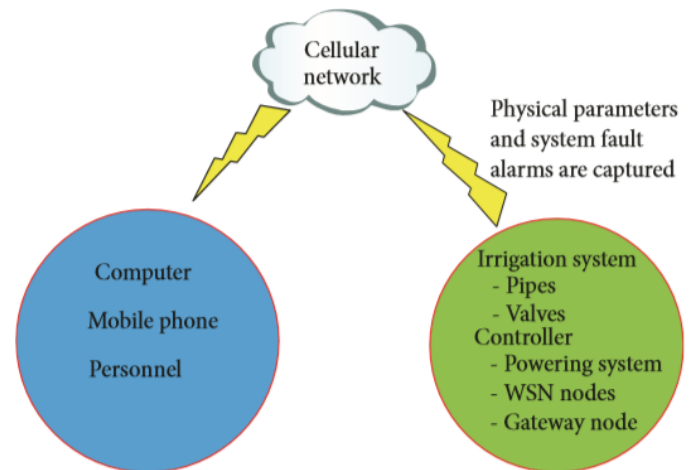 Cellular
network
Physical parameters
and system fault
alarms are captured
Computer
Mobile phone
Personnel
Irrigation system
- Pipes
- Valves
Controller
- Powering system
- WSN nodes
- Gateway node